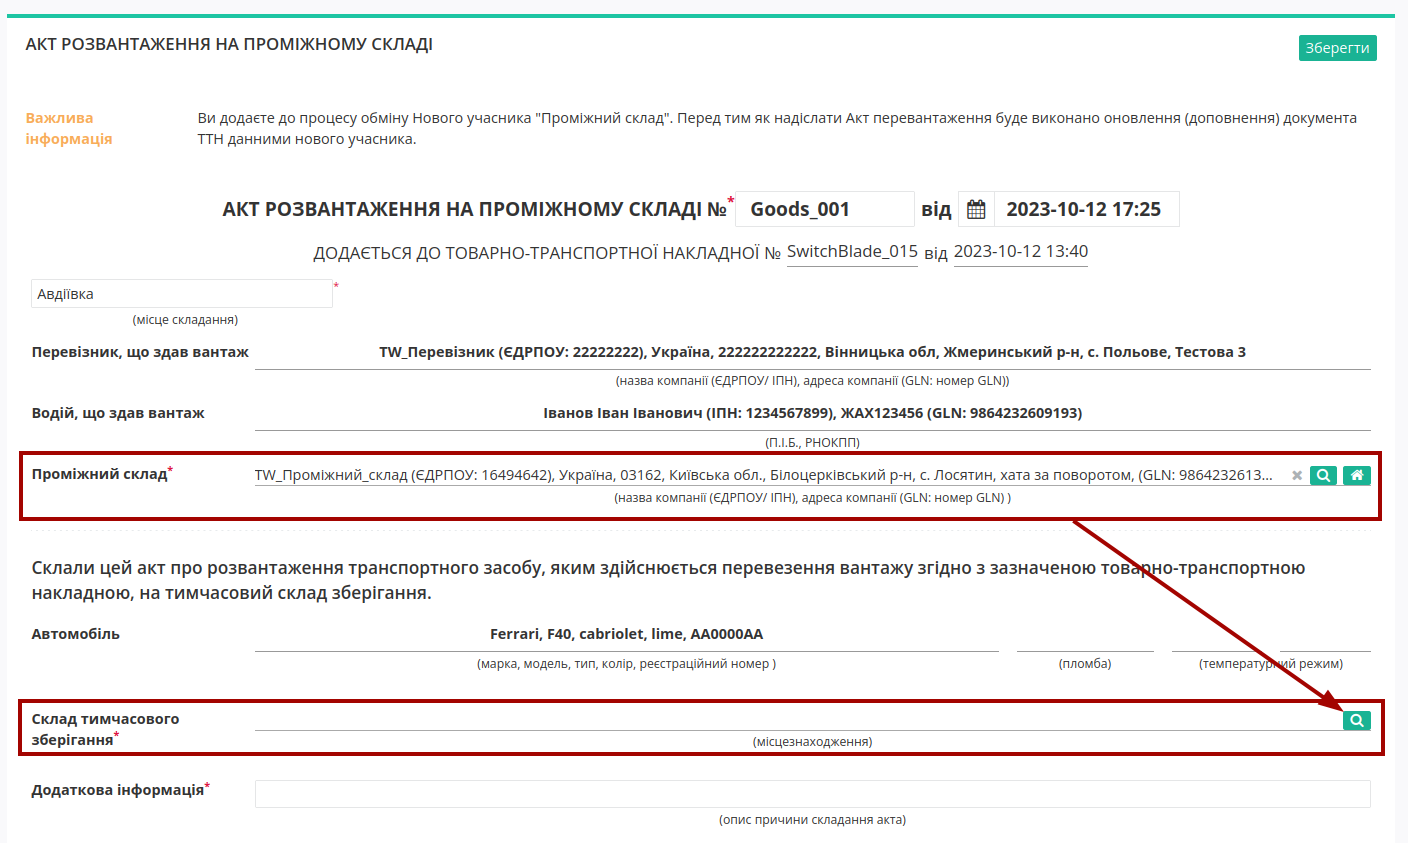 АКТ РОЗВАНТАЖЕННЯ НА ПРОМІЖНОМУ СКЛАДІ
Зберегти
Важлива інформація
Ви додаєте до процесу обміну Нового учасника "Проміжний склад". Перед тим як надіслати Акт перевантаження буде виконано оновлення (доповнення) документа
ТТН данними нового учасника.
АКТ РОЗВАНТАЖЕННЯ НА ПРОМІЖНОМУ СКЛАДІ №* Goods_001 від 2023-10-12 17:25
ДОДАЄТЬСЯ ДО ТОВАРНО-ТРАНСПОРТНОЇ НАКЛАДНОЇ № SwitchBlade_015 від 2023-10-12 13:40
Авдіївка *
(місце складання)
Перевізник, що здав вантаж TW_Перевізник (ЄДРПОУ: 22222222), Україна, 222222222222, Вінницька обл, Жмеринський р-н, с. Польове, Тестова 3
(назва компанії (ЄДРПОУ/ ІПН), адреса компанії (GLN: номер GLN))
Водій, що здав вантаж Іванов Іван Іванович (ІПН: 1234567899), ЖАХ123456 (GLN: 9864232609193)
(П.І.Б., РНОКПП)
Проміжний склад* TW_Проміжний_склад (ЄДРПОУ: 16494642), Україна, 03162, Київська обл., Білоцерківський р-н, с. Лосятин, хата за поворотом, (GLN: 9864232613...
(назва компанії (ЄДРПОУ/ ІПН), адреса компанії (GLN: номер GLN) )
Склали цей акт про розвантаження транспортного засобу, яким здійснюється перевезення вантажу згідно з зазначеною товарно-транспортною
накладною, на тимчасовий склад зберігання.
Автомобіль Ferrari, F40, cabriolet, lime, AA0000AA
(марка, модель, тип, колір, реєстраційний номер ) (пломба) (температурний режим)
Склад тимчасового
зберігання*
(місцезнаходження)
Додаткова інформація*
(опис причини складання акта)